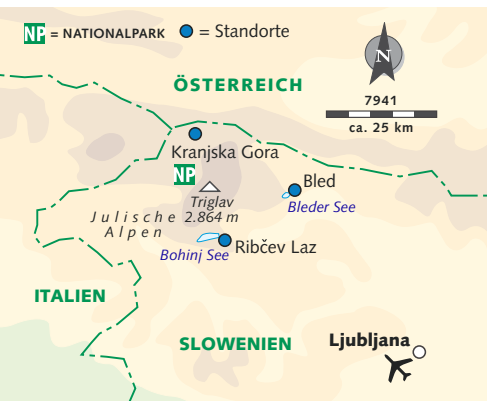 NP = NATIONALPARK = Standorte
N
ÖSTERREICH
7941
ca. 25 km
Kranjska Gora
NP
Bled
Triglav
Bleder See
Julische 2.864 m
Alpen
Ribčev Laz
Bohinj See
ITALIEN
SLOWENIEN
Ljubljana